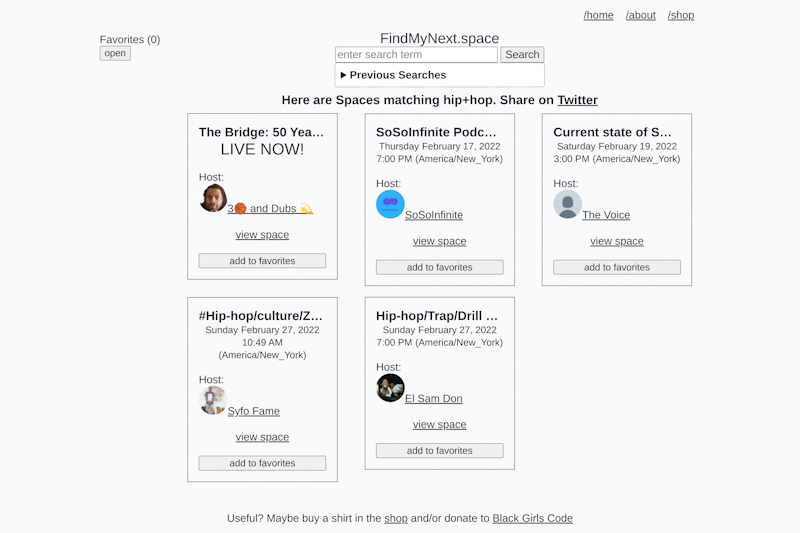 /home /about /shop
Favorites (0)
open
FindMyNext.space
enter search term Search
▶ Previous Searches
Here are Spaces matching hip+hop. Share on Twitter
The Bridge: 50 Yea...
LIVE NOW!
Host:
3🏀 and Dubs 💫
view space
add to favorites
SoSoInfinite Podc...
Thursday February 17, 2022
7:00 PM (America/New_York)
Host:
SoSoInfinite
view space
add to favorites
Current state of S...
Saturday February 19, 2022
3:00 PM (America/New_York)
Host:
The Voice
view space
add to favorites
#Hip-hop/culture/Z...
Sunday February 27, 2022
10:49 AM
(America/New_York)
Host:
Syfo Fame
view space
add to favorites
Hip-hop/Trap/Drill ...
Sunday February 27, 2022
7:00 PM (America/New_York)
Host:
El Sam Don
view space
add to favorites
Useful? Maybe buy a shirt in the shop and/or donate to Black Girls Code